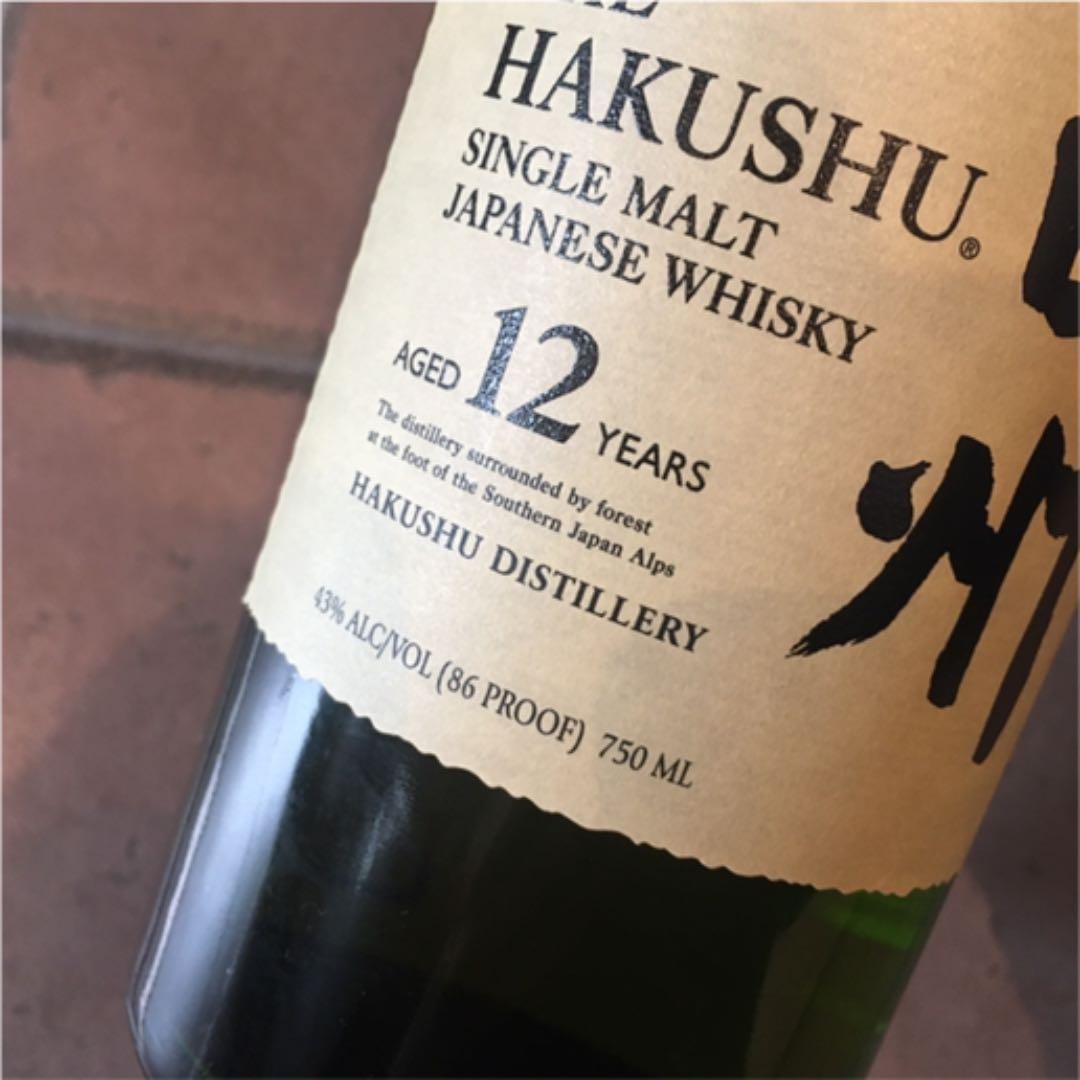 HAKUSHU®
SINGLE MALT
JAPANESE WHISKY
AGED 12 YEARS
The distillery surrounded by forest
at the foot of the Southern Japan Alps
HAKUSHU DISTILLERY
43% ALC/VOL (86 PROOF) 750 ML
州